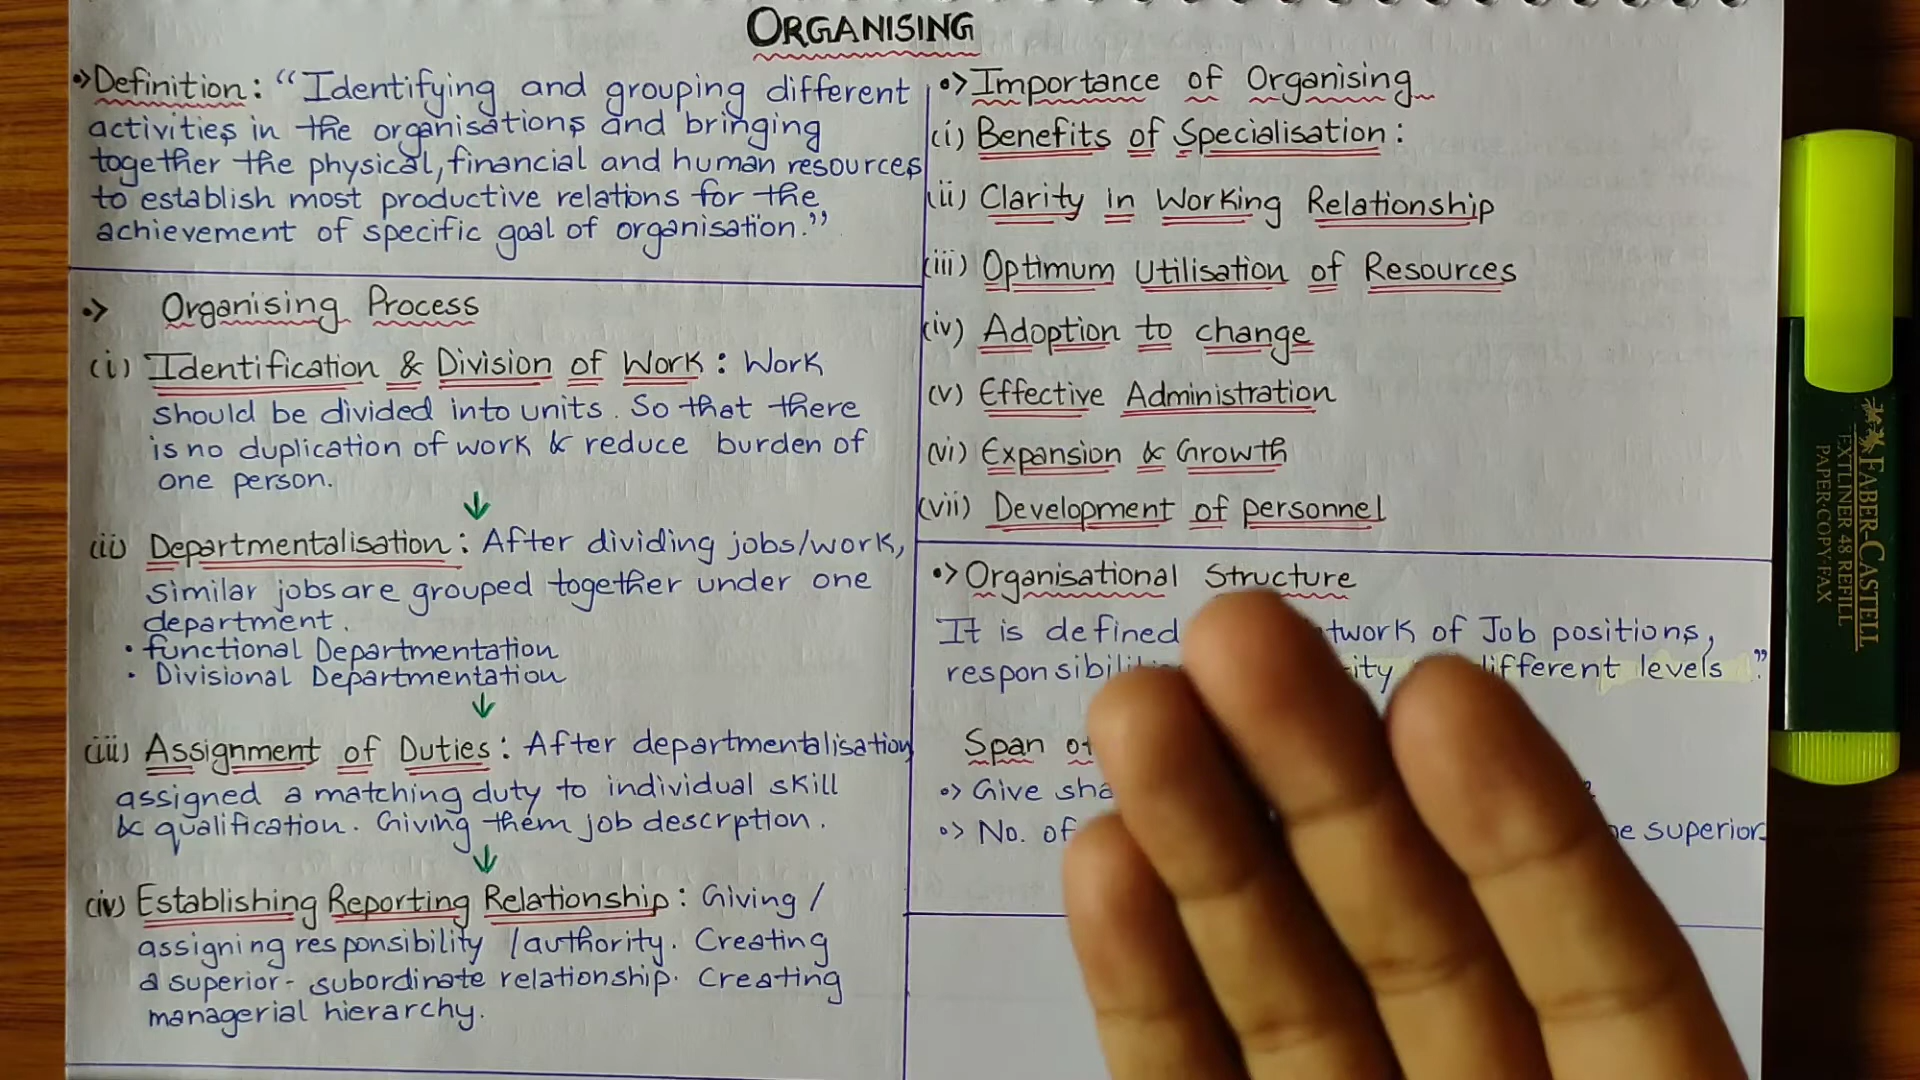 ORGANISING
•> Definition: "Identifying and grouping different
activities in the organisations and bringing
together the physical, financial and human resources
to establish most productive relations for the
achievement of specific goal of organisation."
•> Organising Process
(i) Identification & Division of Work: Work
should be divided into units. So that there
is no duplication of work & reduce burden of
one person.
(ii) Departmentalisation: After dividing jobs/work,
similar jobs are grouped together under one
department.
• functional Departmentation
• Divisional Departmentation
(iii) Assignment of Duties: After departmentalisation
assigned a matching duty to individual skill
& qualification. Giving them job descrption.
(iv) Establishing Reporting Relationship: Giving /
assigning responsibility /authority. Creating
a superior-subordinate relationship. Creating
managerial hierarchy.
•> Importance of Organising
(i) Benefits of Specialisation:
(ii) Clarity in Working Relationship
(iii) Optimum Utilisation of Resources
(iv) Adoption to change
(v) Effective Administration
(vi) Expansion & Growth
(vii) Development of personnel
•> Organisational Structure
It is defined of Job positions,
different levels."
Span
•> Give
•> No. of superior
FABER-CASTELL
EXTLINER 48 REFILL
PAPER·COPY·FAX